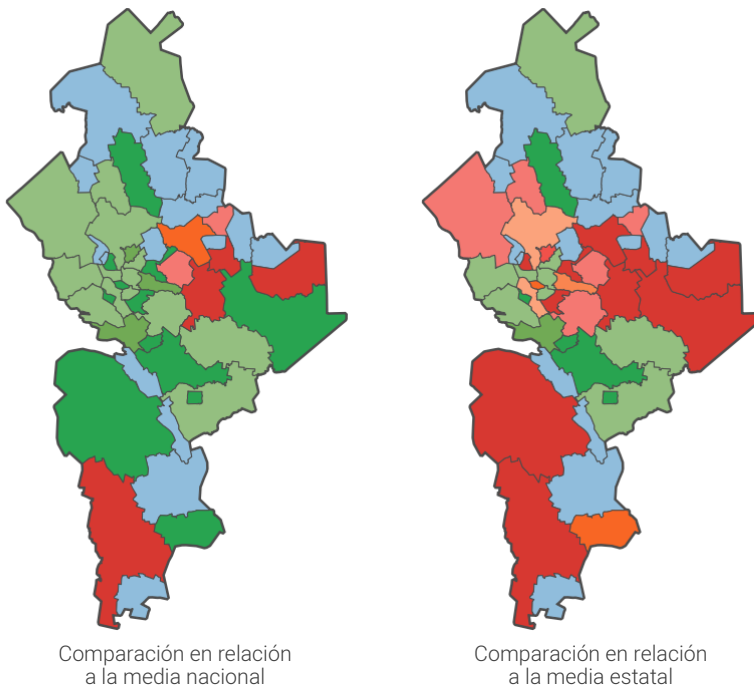 Comparación en relación
a la media nacional
Comparación en relación
a la media estatal